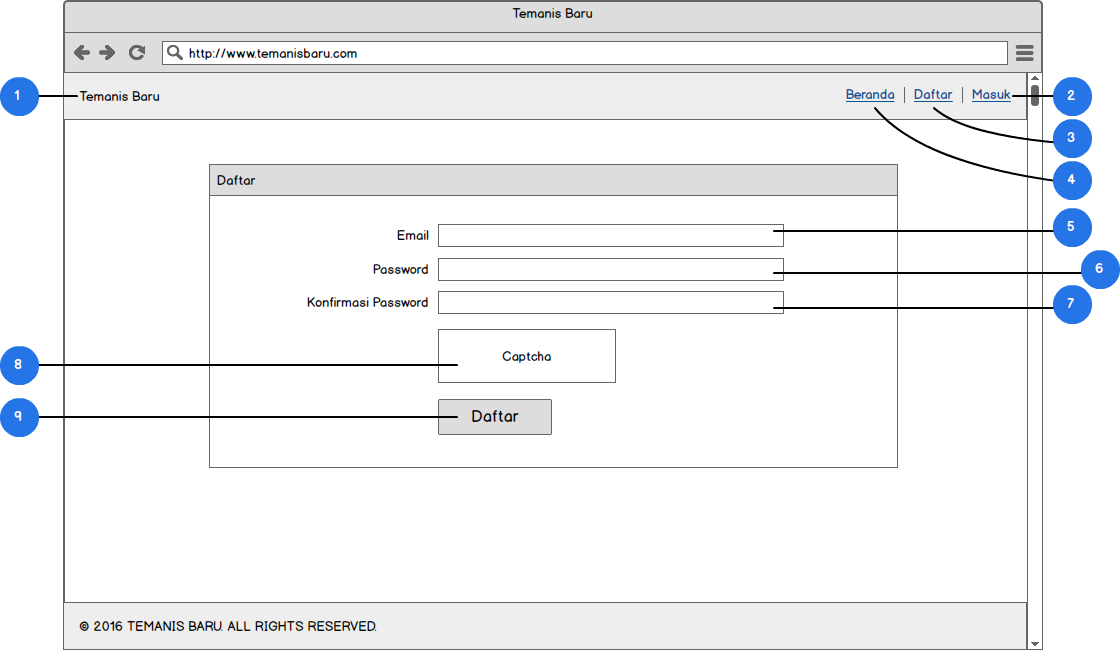 Temanis Baru
http://www.temanisbaru.com
1
Temanis Baru
Beranda | Daftar | Masuk
2
3
4
Daftar
Email
5
Password
6
Konfirmasi Password
7
8
Captcha
9
Daftar
© 2016 TEMANIS BARU. ALL RIGHTS RESERVED.